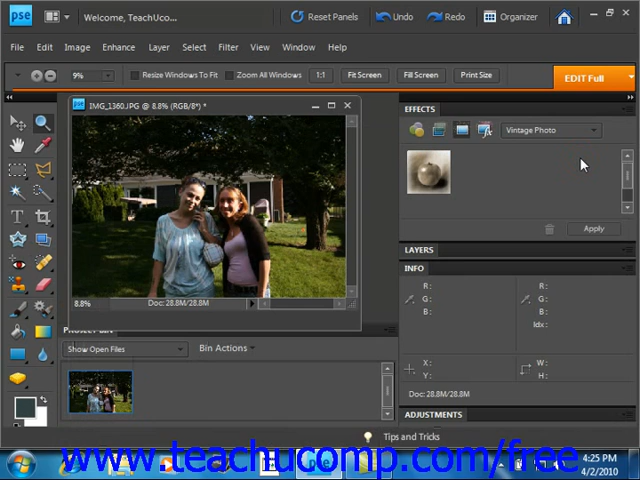 pse
Welcome, TeachUco...
Reset Panels
Undo
Redo
Organizer
File Edit Image Enhance Layer Select Filter View Window Help
9%
Resize Windows To Fit
Zoom All Windows
1:1
Fit Screen
Fill Screen
Print Size
EDIT Full
IMG_1360.JPG @ 8.8% (RGB/8*) *
EFFECTS
Vintage Photo
Apply
LAYERS
INFO
R: R:
G: G:
B: B:
Idx:
X: W:
Y: H:
Doc: 28.8M/28.8M
ADJUSTMENTS
8.8% Doc: 28.8M/28.8M
PROJECT BIN
Show Open Files
Bin Actions
Tips and Tricks
www.teachucomp.com/free
pse
4:25 PM
4/2/2010